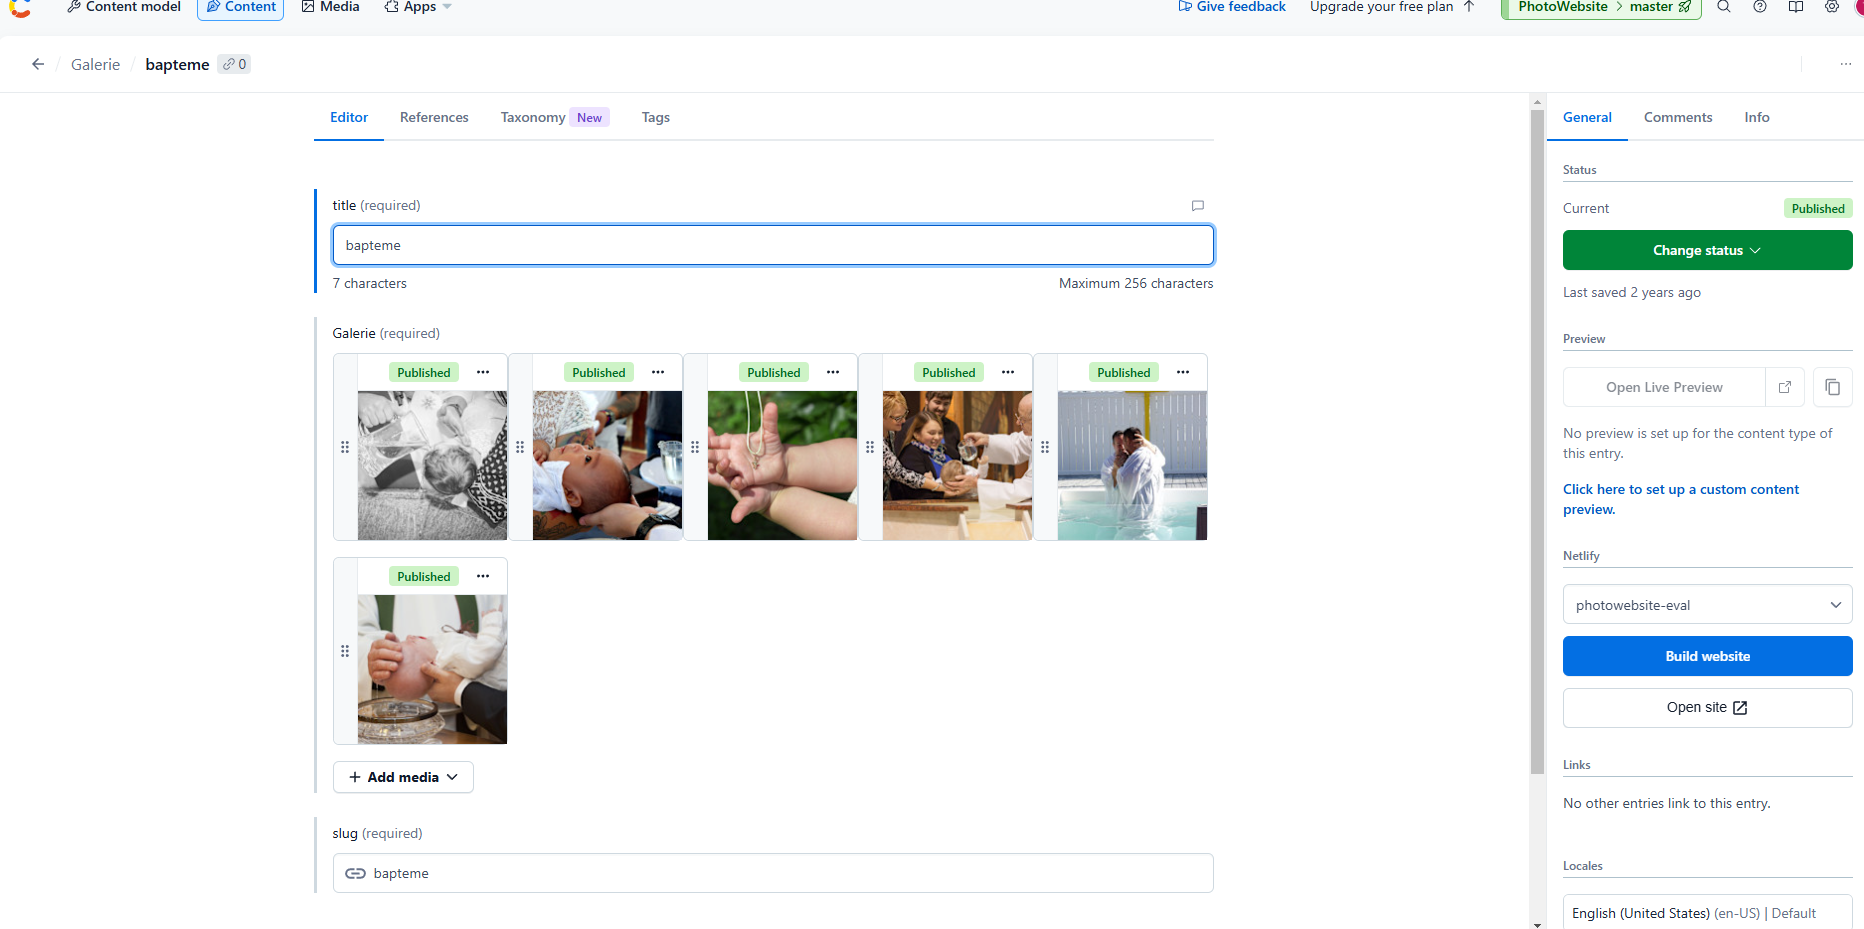 Content model Content Media Apps Give feedback Upgrade your free plan PhotoWebsite > master
Galerie / bapteme 0 ...
Editor References Taxonomy New Tags
title (required)
bapteme
7 characters Maximum 256 characters
Galerie (required)
Published ... Published ... Published ... Published ... Published ...
Published ...
+ Add media
slug (required)
bapteme
General Comments Info
Status
Current Published
Change status
Last saved 2 years ago
Preview
Open Live Preview
No preview is set up for the content type of
this entry.
Click here to set up a custom content
preview.
Netlify
photowebsite-eval
Build website
Open site
Links
No other entries link to this entry.
Locales
English (United States) (en-US) | Default